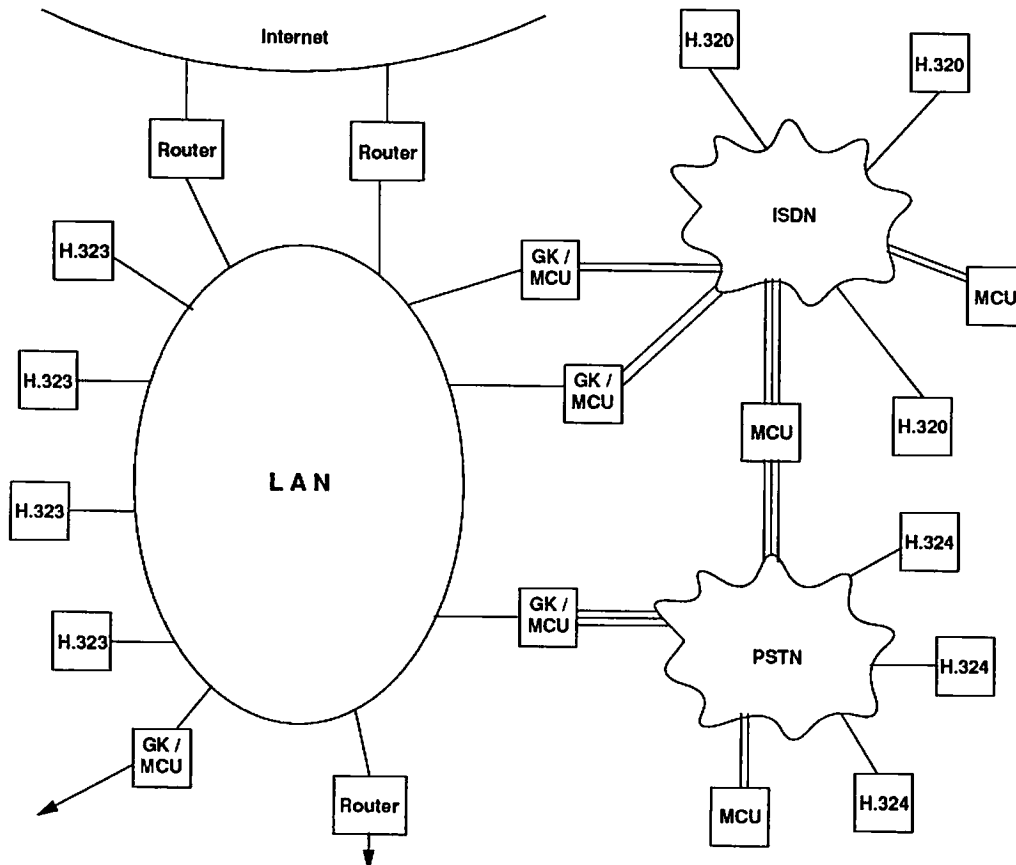 Internet
H.320
H.320
Router
Router
ISDN
H.323
GK /
MCU
MCU
H.323
GK /
MCU
MCU
H.320
L A N
H.323
H.324
GK /
MCU
H.323
PSTN
H.324
GK /
MCU
Router
MCU
H.324